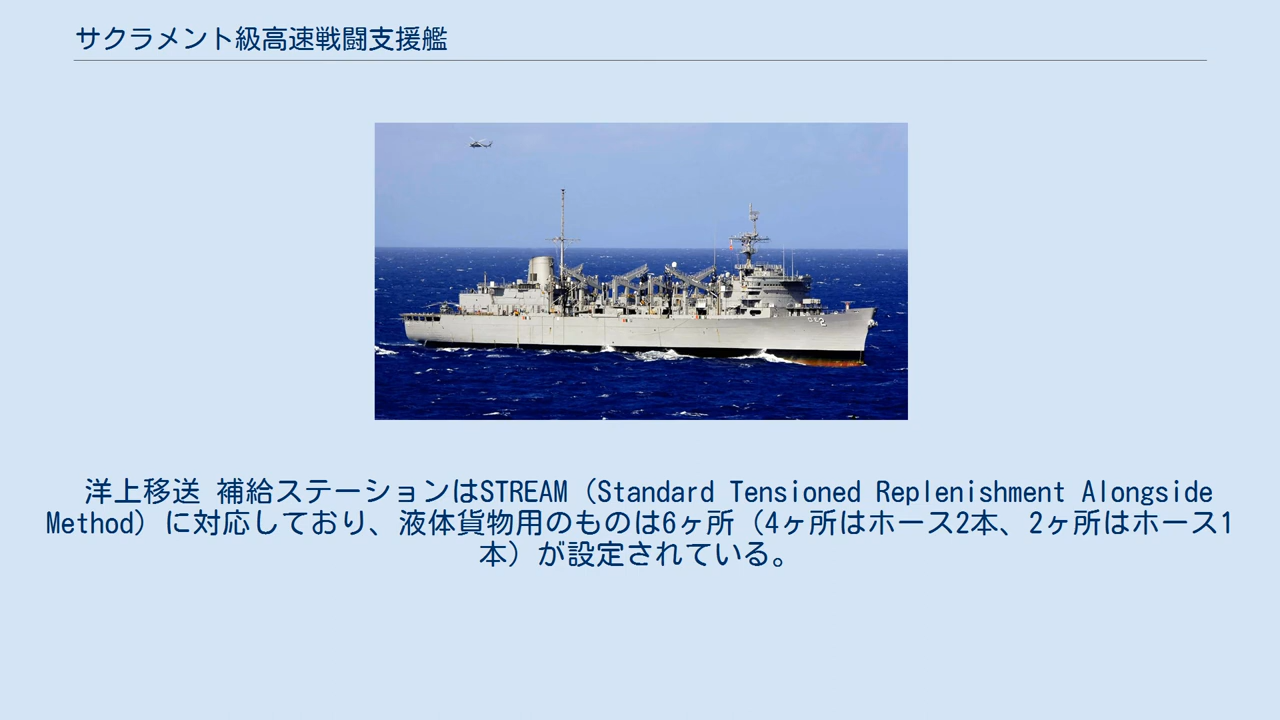 サクラメント級高速戦闘支援艦
洋上移送 補給ステーションはSTREAM（Standard Tensioned Replenishment Alongside
Method）に対応しており、液体貨物用のものは6ヶ所（4ヶ所はホース2本、2ヶ所はホース1
本）が設定されている。